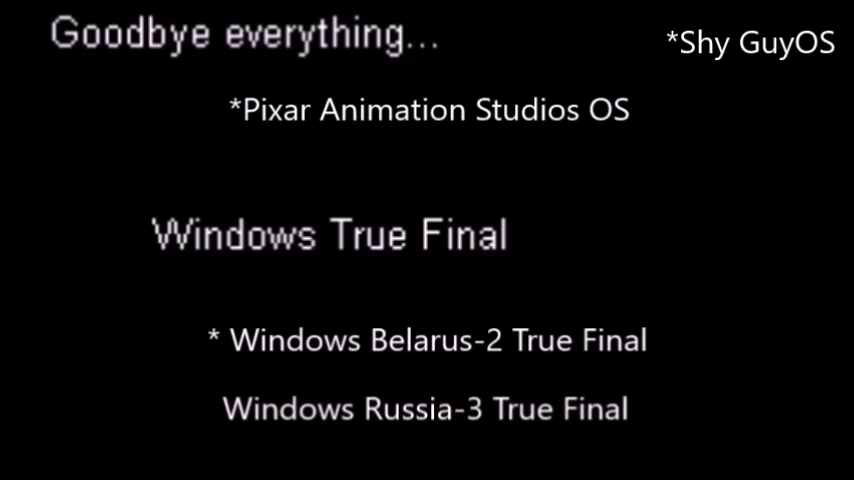 Goodbye everything...
*Shy GuyOS
*Pixar Animation Studios OS
Windows True Final
* Windows Belarus-2 True Final
Windows Russia-3 True Final